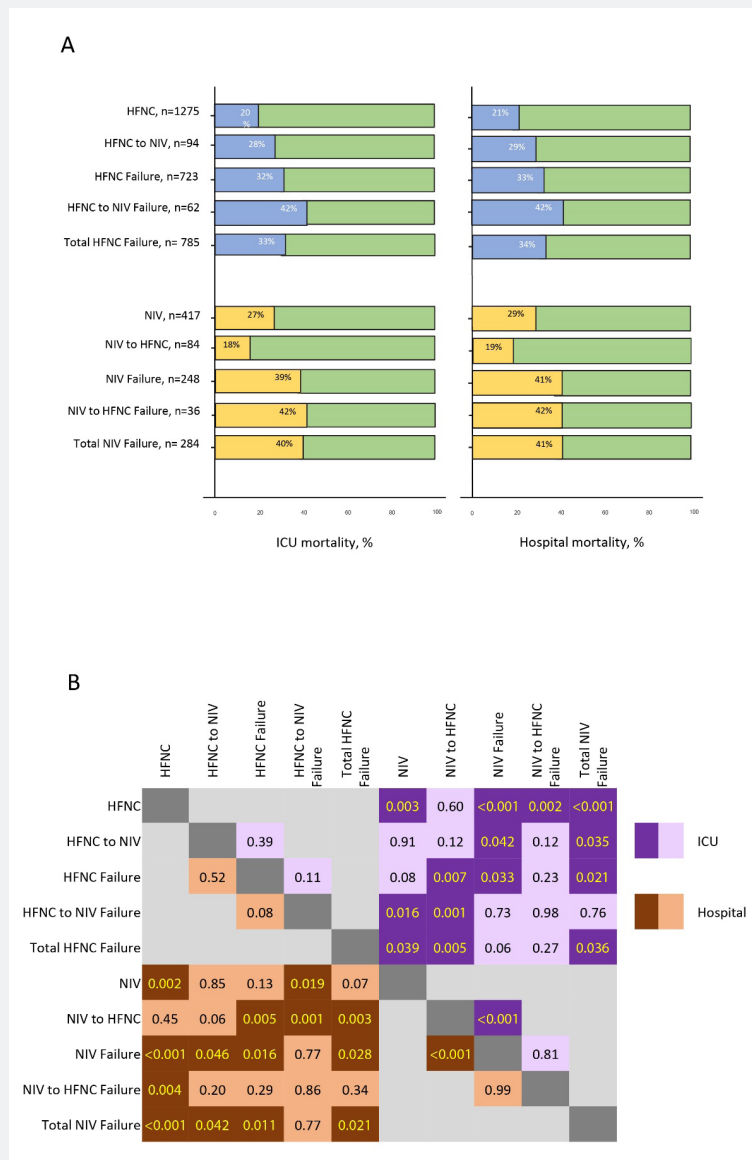 A
HFNC, n=1275 20 % 21%
HFNC to NIV, n=94 28% 29%
HFNC Failure, n=723 32% 33%
HFNC to NIV Failure, n=62 42% 42%
Total HFNC Failure, n= 785 33% 34%
NIV, n=417 27% 29%
NIV to HFNC, n=84 18% 19%
NIV Failure, n=248 39% 41%
NIV to HFNC Failure, n=36 42% 42%
Total NIV Failure, n= 284 40% 41%
0 20 40 60 80 100 0 20 40 60 80 100
ICU mortality, % Hospital mortality, %
B
HFNC
HFNC to NIV
HFNC Failure
HFNC to NIV
Failure
Total HFNC
Failure
NIV
NIV to HFNC
NIV Failure
NIV to HFNC
Failure
Total NIV
Failure
HFNC 0.003 0.60 <0.001 0.002 <0.001
HFNC to NIV 0.39 0.91 0.12 0.042 0.12 0.035 ICU
HFNC Failure 0.52 0.11 0.08 0.007 0.033 0.23 0.021
HFNC to NIV Failure 0.08 0.016 0.001 0.73 0.98 0.76 Hospital
Total HFNC Failure 0.039 0.005 0.06 0.27 0.036
NIV 0.002 0.85 0.13 0.019 0.07
NIV to HFNC 0.45 0.06 0.005 0.001 0.003 <0.001
NIV Failure <0.001 0.046 0.016 0.77 0.028 <0.001 0.81
NIV to HFNC Failure 0.004 0.20 0.29 0.86 0.34 0.99
Total NIV Failure <0.001 0.042 0.011 0.77 0.021